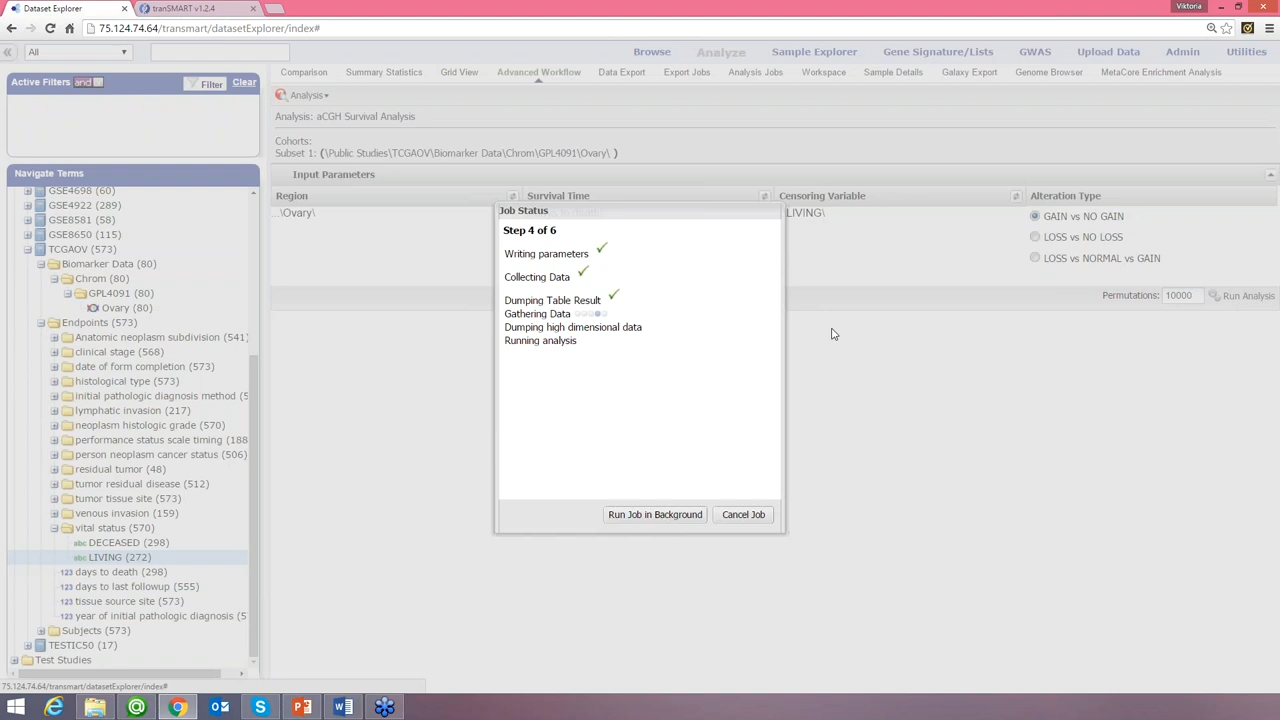 Dataset Explorer
tranSMART v1.2.4
Viktoria
75.124.74.64/transmart/datasetExplorer/index#
All
Browse
Analyze
Sample Explorer
Gene Signature/Lists
GWAS
Upload Data
Admin
Utilities
Active Filters
and
Filter
Clear
Comparison
Summary Statistics
Grid View
Advanced Workflow
Data Export
Export Jobs
Analysis Jobs
Workspace
Sample Details
Galaxy Export
Genome Browser
MetaCore Enrichment Analysis
Analysis
Analysis: aCGH Survival Analysis
Cohorts:
Subset 1: (\Public Studies\TCGAOV\Biomarker Data\Chrom\GPL4091\Ovary\ )
Input Parameters
Region
Survival Time
Censoring Variable
Alteration Type
...\Ovary\
LIVING\
GAIN vs NO GAIN
LOSS vs NO LOSS
LOSS vs NORMAL vs GAIN
Permutations: 10000
Run Analysis
Navigate Terms
GSE4698 (60)
GSE4922 (289)
GSE8581 (58)
GSE8650 (115)
TCGAOV (573)
Biomarker Data (80)
Chrom (80)
GPL4091 (80)
Ovary (80)
Endpoints (573)
Anatomic neoplasm subdivision (541)
clinical stage (568)
date of form completion (573)
histological type (573)
initial pathologic diagnosis method (5
lymphatic invasion (217)
neoplasm histologic grade (570)
performance status scale timing (188
person neoplasm cancer status (506)
residual tumor (48)
tumor residual disease (512)
tumor tissue site (573)
venous invasion (159)
vital status (570)
abc DECEASED (298)
abc LIVING (272)
123 days to death (298)
123 days to last followup (555)
123 tissue source site (573)
123 year of initial pathologic diagnosis (5
Subjects (573)
TESTIC50 (17)
Test Studies
Job Status
Step 4 of 6
Writing parameters
Collecting Data
Dumping Table Result
Gathering Data
Dumping high dimensional data
Running analysis
Run Job in Background
Cancel Job
75.124.74.64/transmart/datasetExplorer/index#